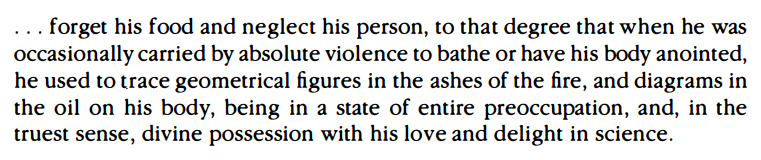 . . . forget his food and neglect his person, to that degree that when he was
occasionally carried by absolute violence to bathe or have his body anointed,
he used to trace geometrical figures in the ashes of the fire, and diagrams in
the oil on his body, being in a state of entire preoccupation, and, in the
truest sense, divine possession with his love and delight in science.